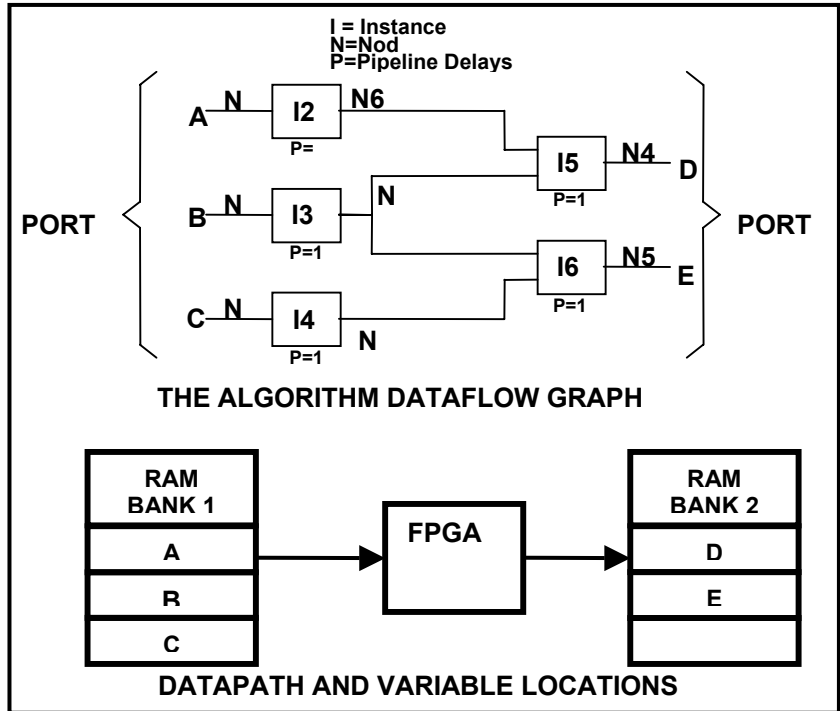 I = Instance
N=Nod
P=Pipeline Delays
A N I2 N6
P=
I5 N4 D
P=1
PORT B N I3 N PORT
P=1
I6 N5 E
P=1
C N I4 N
P=1
THE ALGORITHM DATAFLOW GRAPH
RAM
BANK 1
A
B
C
FPGA
RAM
BANK 2
D
E
DATAPATH AND VARIABLE LOCATIONS